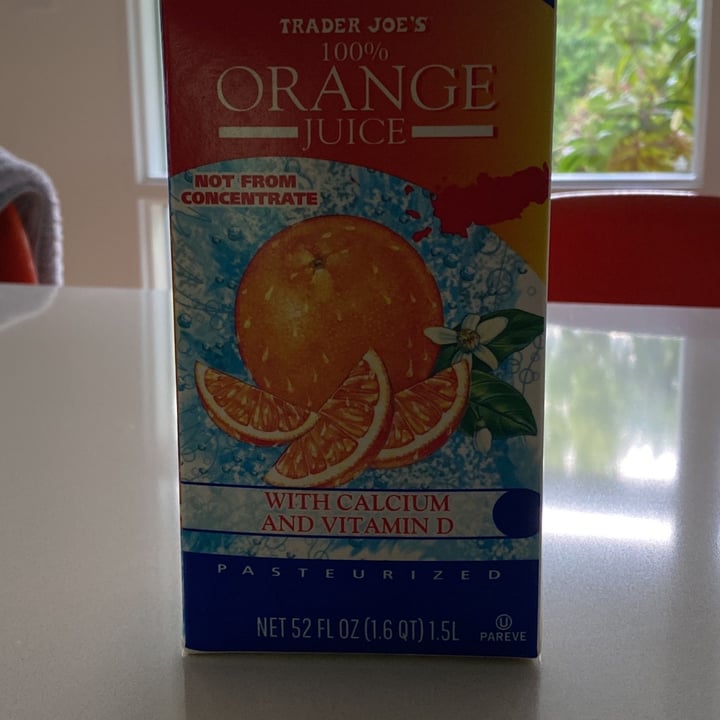 TRADER JOE'S
100%
ORANGE
JUICE
NOT FROM
CONCENTRATE
WITH CALCIUM
AND VITAMIN D
PASTEURIZED
NET 52 FL OZ (1.6 QT) 1.5L
U
PAREVE